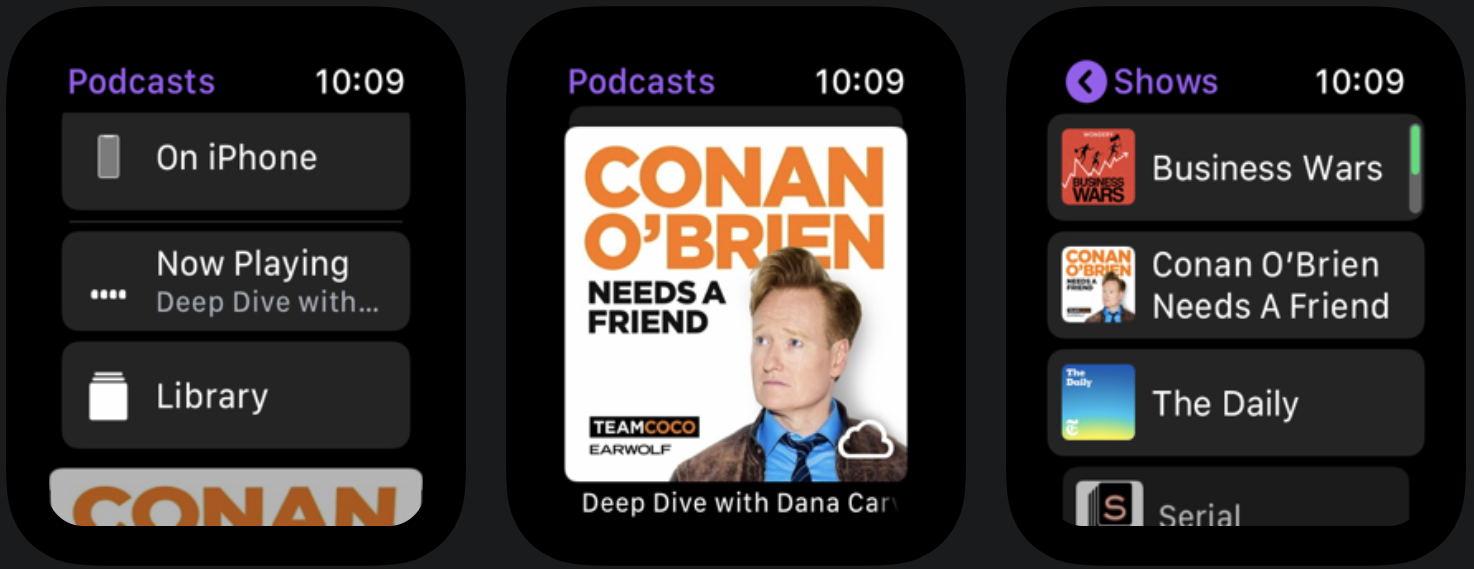 Podcasts 10:09
On iPhone
Now Playing
Deep Dive with...
Library
CONAN
Podcasts 10:09
CONAN
O'BRIEN
NEEDS A
FRIEND
TEAMCOCO
EARWOLF
Deep Dive with Dana Car
Shows 10:09
WONDERY
BUSINESS
WARS
Business Wars
CONAN
O'BRIEN
NEEDS A
FRIEND
Conan O'Brien
Needs A Friend
The
Daily
The Daily
S
Serial